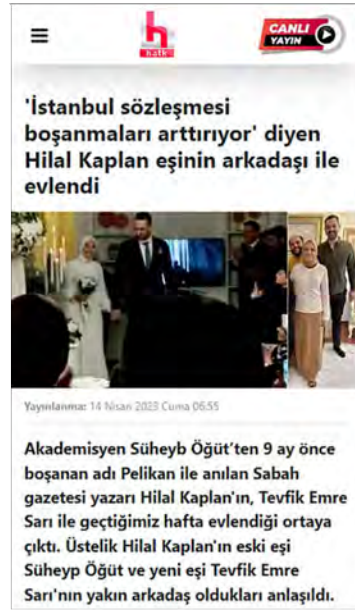 CANLI
YAYIN
h
halk
'İstanbul sözleşmesi
boşanmaları arttırıyor' diyen
Hilal Kaplan eşinin arkadaşı ile
evlendi
Yayınlanma: 14 Nisan 2023 Cuma 06:55
Akademisyen Süheyb Öğüt'ten 9 ay önce
boşanan adı Pelikan ile anılan Sabah
gazetesi yazarı Hilal Kaplan'ın, Tevfik Emre
Sarı ile geçtiğimiz hafta evlendiği ortaya
çıktı. Üstelik Hilal Kaplan'ın eski eşi
Süheyp Öğüt ve yeni eşi Tevfik Emre
Sarı'nın yakın arkadaş oldukları anlaşıldı.